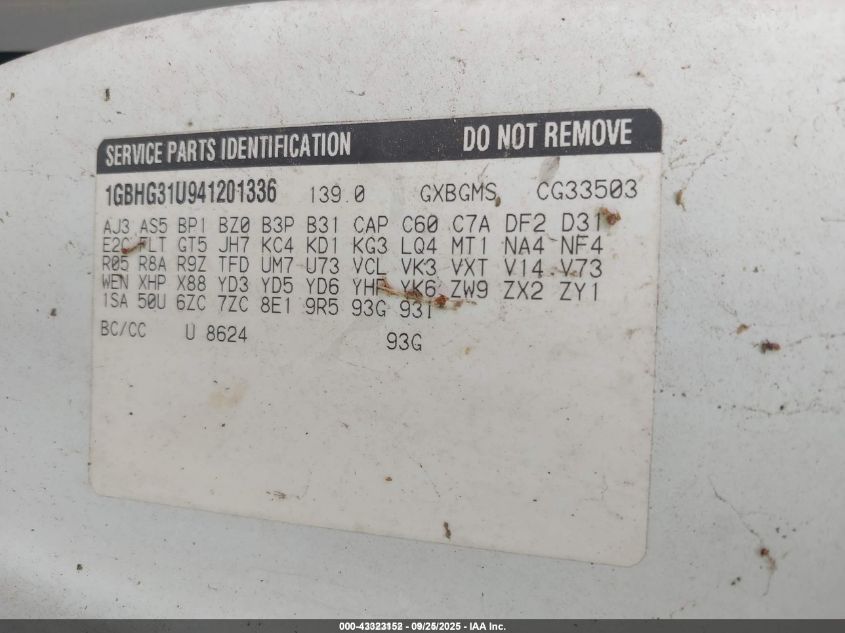 SERVICE PARTS IDENTIFICATION DO NOT REMOVE
1GBHG31U941201336 139.0 GXBGMS CG33503
AJ3 AS5 BP1 BZ0 B3P B31 CAP C60 C7A DF2 D31
E2C FLT GT5 JH7 KC4 KD1 KG3 LQ4 MT1 NA4 NF4
R05 R8A R9Z TFD UM7 U73 VCL VK3 VXT V14 V73
WEN XHP X88 YD3 YD5 YD6 YHF YK6 ZW9 ZX2 ZY1
1SA 50U 6ZC 7ZC 8E1 9R5 93G 93I
BC/CC U 8624 93G
000-43323152 - 09/25/2025 - IAA Inc.